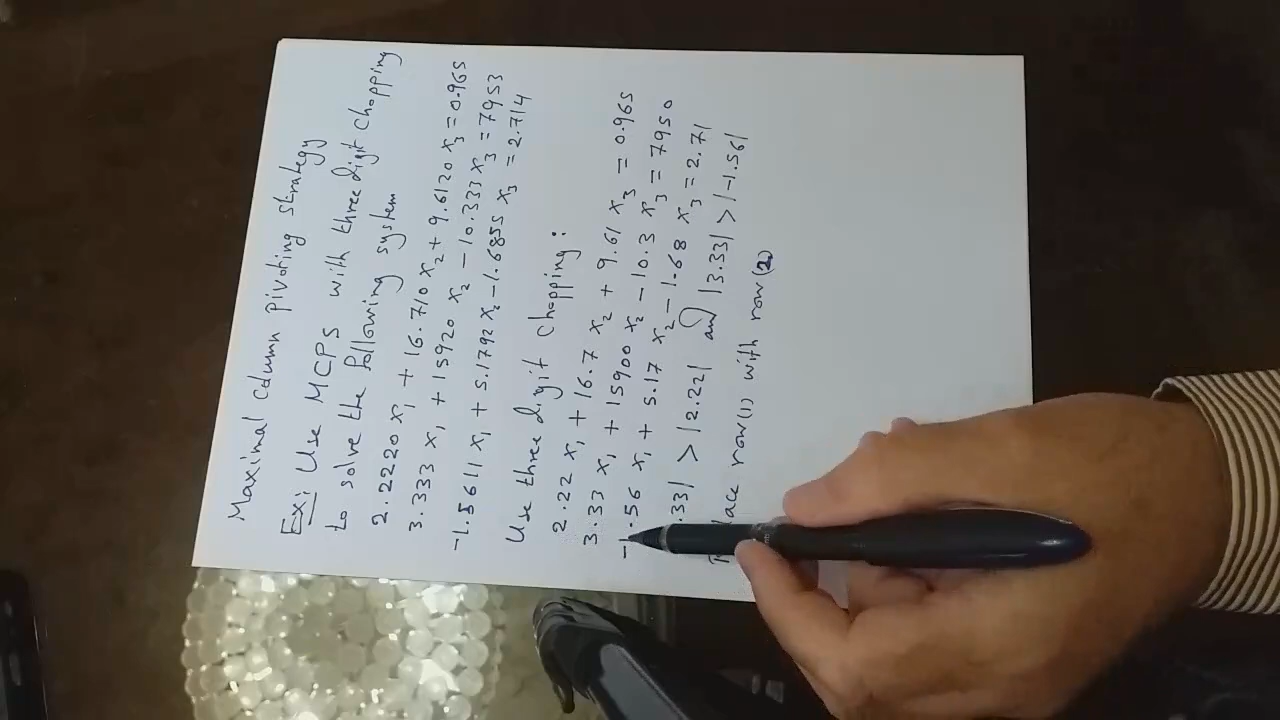 Maximal column pivoting strategy
Ex: Use MCPS with three digit chopping
to solve the following system
2.2220 x₁ + 16.710 x₂ + 9.6120 x₃ = 0.965
3.333 x₁ + 15920 x₂ - 10.333 x₃ = 7953
-1.5611 x₁ + 5.1792 x₂ - 1.6855 x₃ = 2.714
Use three digit chopping:
2.22 x₁ + 16.7 x₂ + 9.61 x₃ = 0.965
3.33 x₁ + 15900 x₂ - 10.3 x₃ = 7950
-1.56 x₁ + 5.17 x₂ - 1.68 x₃ = 2.71
.33| > |2.22| and |3.33| > |-1.56|
lace row(1) with row(2)